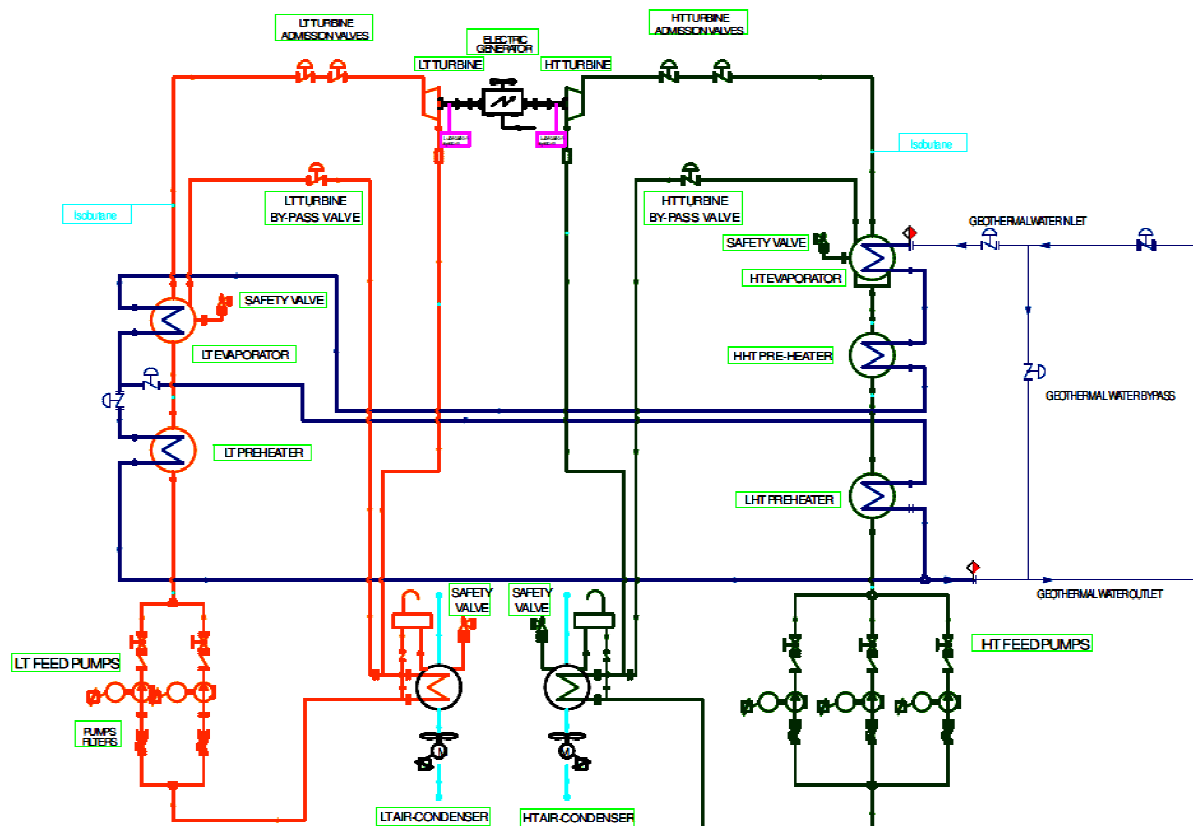 LT TURBINE
ADMISSION VALVES
HT TURBINE
ADMISSION VALVES
ELECTRIC
GENERATOR
LT TURBINE
HT TURBINE
Isobutane
LT TURBINE
BY-PASS VALVE
HT TURBINE
BY-PASS VALVE
Isobutane
GEOTHERMAL WATER INLET
SAFETY VALVE
HT EVAPORATOR
SAFETY VALVE
LT EVAPORATOR
HHT PRE-HEATER
GEOTHERMAL WATER BYPASS
LT PREHEATER
LHT PREHEATER
GEOTHERMAL WATER OUTLET
SAFETY
VALVE
SAFETY
VALVE
LT FEED PUMPS
HT FEED PUMPS
PUMPS
FILTERS
M
M
LT AIR-CONDENSER
HT AIR-CONDENSER